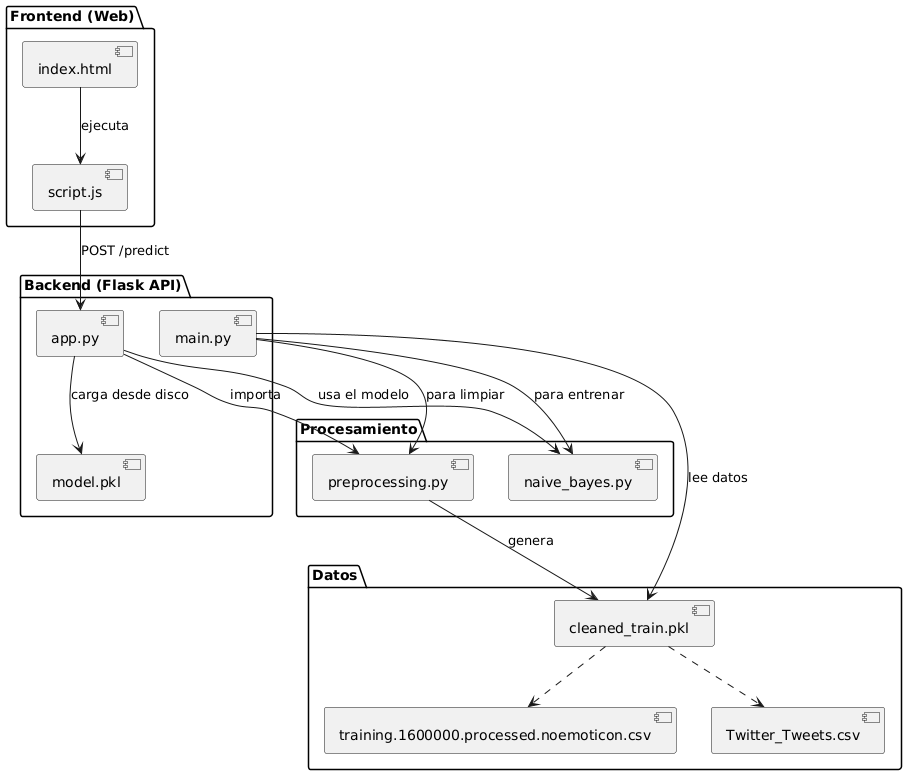 Frontend (Web)
index.html
ejecuta
script.js
POST /predict
Backend (Flask API)
app.py
main.py
carga desde disco
importa
usa el modelo
para limpiar
para entrenar
Procesamiento
model.pkl
preprocessing.py
naive_bayes.py
lee datos
genera
Datos
cleaned_train.pkl
training.1600000.processed.noemoticon.csv
Twitter_Tweets.csv